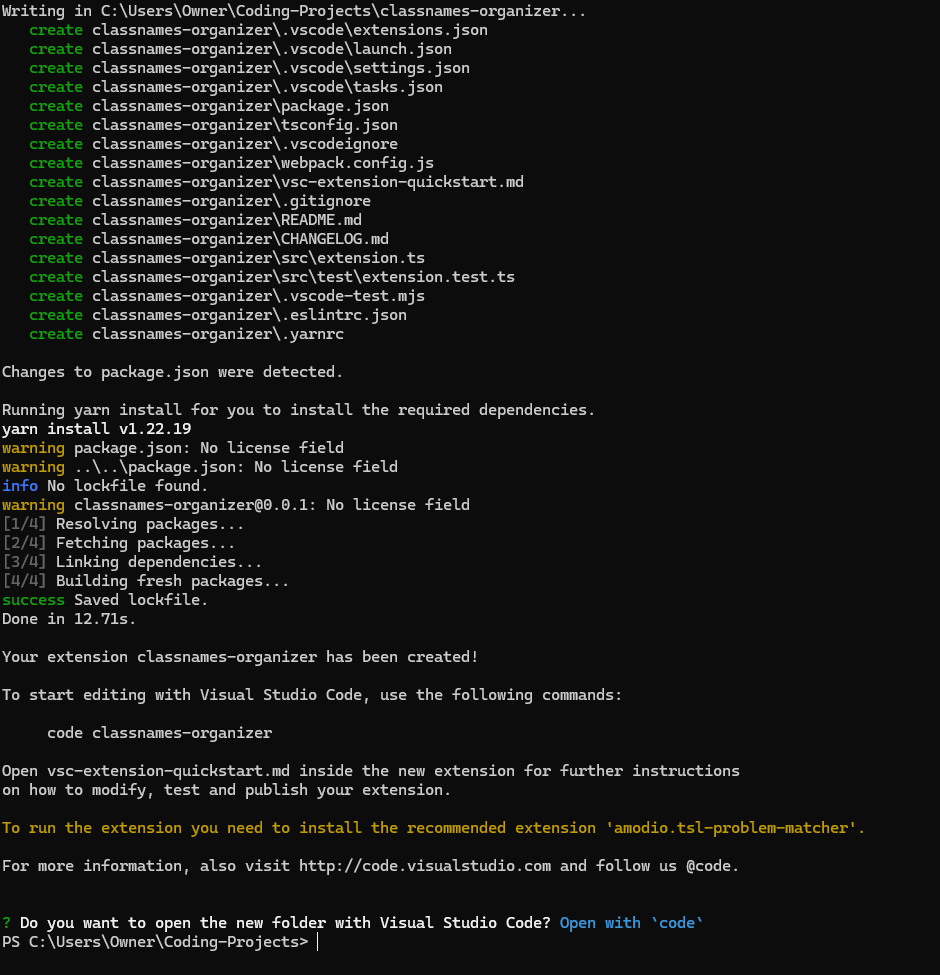 Writing in C:\Users\Owner\Coding-Projects\classnames-organizer...
create classnames-organizer\.vscode\extensions.json
create classnames-organizer\.vscode\launch.json
create classnames-organizer\.vscode\settings.json
create classnames-organizer\.vscode\tasks.json
create classnames-organizer\package.json
create classnames-organizer\tsconfig.json
create classnames-organizer\.vscodeignore
create classnames-organizer\webpack.config.js
create classnames-organizer\vsc-extension-quickstart.md
create classnames-organizer\.gitignore
create classnames-organizer\README.md
create classnames-organizer\CHANGELOG.md
create classnames-organizer\src\extension.ts
create classnames-organizer\src\test\extension.test.ts
create classnames-organizer\.vscode-test.mjs
create classnames-organizer\.eslintrc.json
create classnames-organizer\.yarnrc
Changes to package.json were detected.
Running yarn install for you to install the required dependencies.
yarn install v1.22.19
warning package.json: No license field
warning ..\..\package.json: No license field
info No lockfile found.
warning classnames-organizer@0.0.1: No license field
[1/4] Resolving packages...
[2/4] Fetching packages...
[3/4] Linking dependencies...
[4/4] Building fresh packages...
success Saved lockfile.
Done in 12.71s.
Your extension classnames-organizer has been created!
To start editing with Visual Studio Code, use the following commands:
code classnames-organizer
Open vsc-extension-quickstart.md inside the new extension for further instructions
on how to modify, test and publish your extension.
To run the extension you need to install the recommended extension 'amodio.tsl-problem-matcher'.
For more information, also visit http://code.visualstudio.com and follow us @code.
? Do you want to open the new folder with Visual Studio Code? Open with `code`
PS C:\Users\Owner\Coding-Projects>